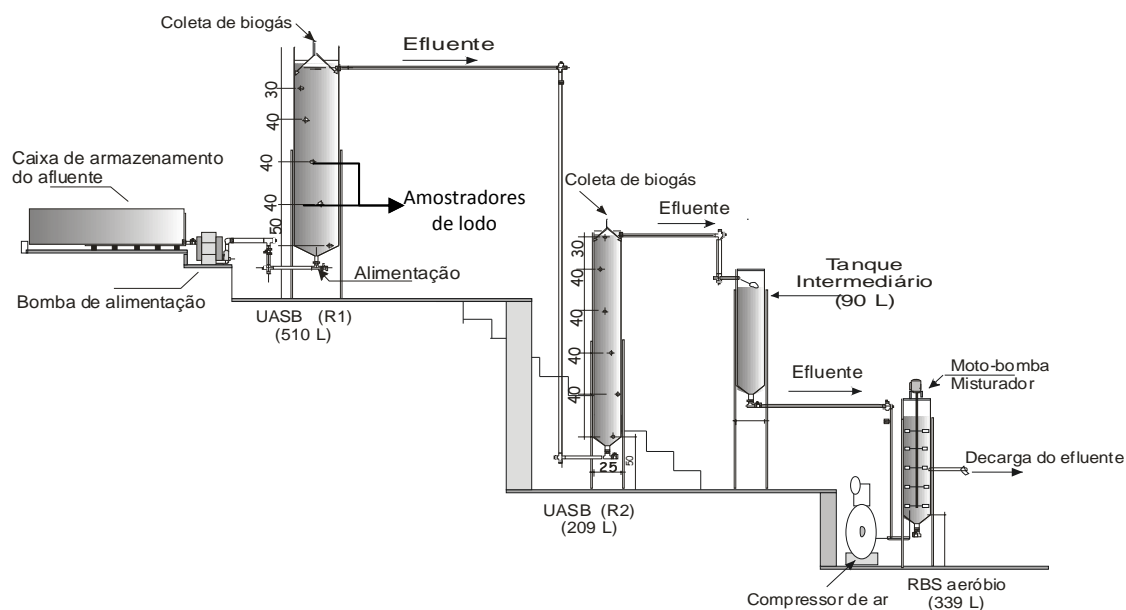 Coleta de biogás
Efluente
30
40
40
40
50
Caixa de armazenamento
do afluente
Amostradores
de lodo
Bomba de alimentação
Alimentação
UASB (R1)
(510 L)
Coleta de biogás
Efluente
30
40
40
40
40
25
50
UASB (R2)
(209 L)
Tanque
Intermediário
(90 L)
Efluente
Moto-bomba
Misturador
Decarga do efluente
Compressor de ar
RBS aeróbio
(339 L)